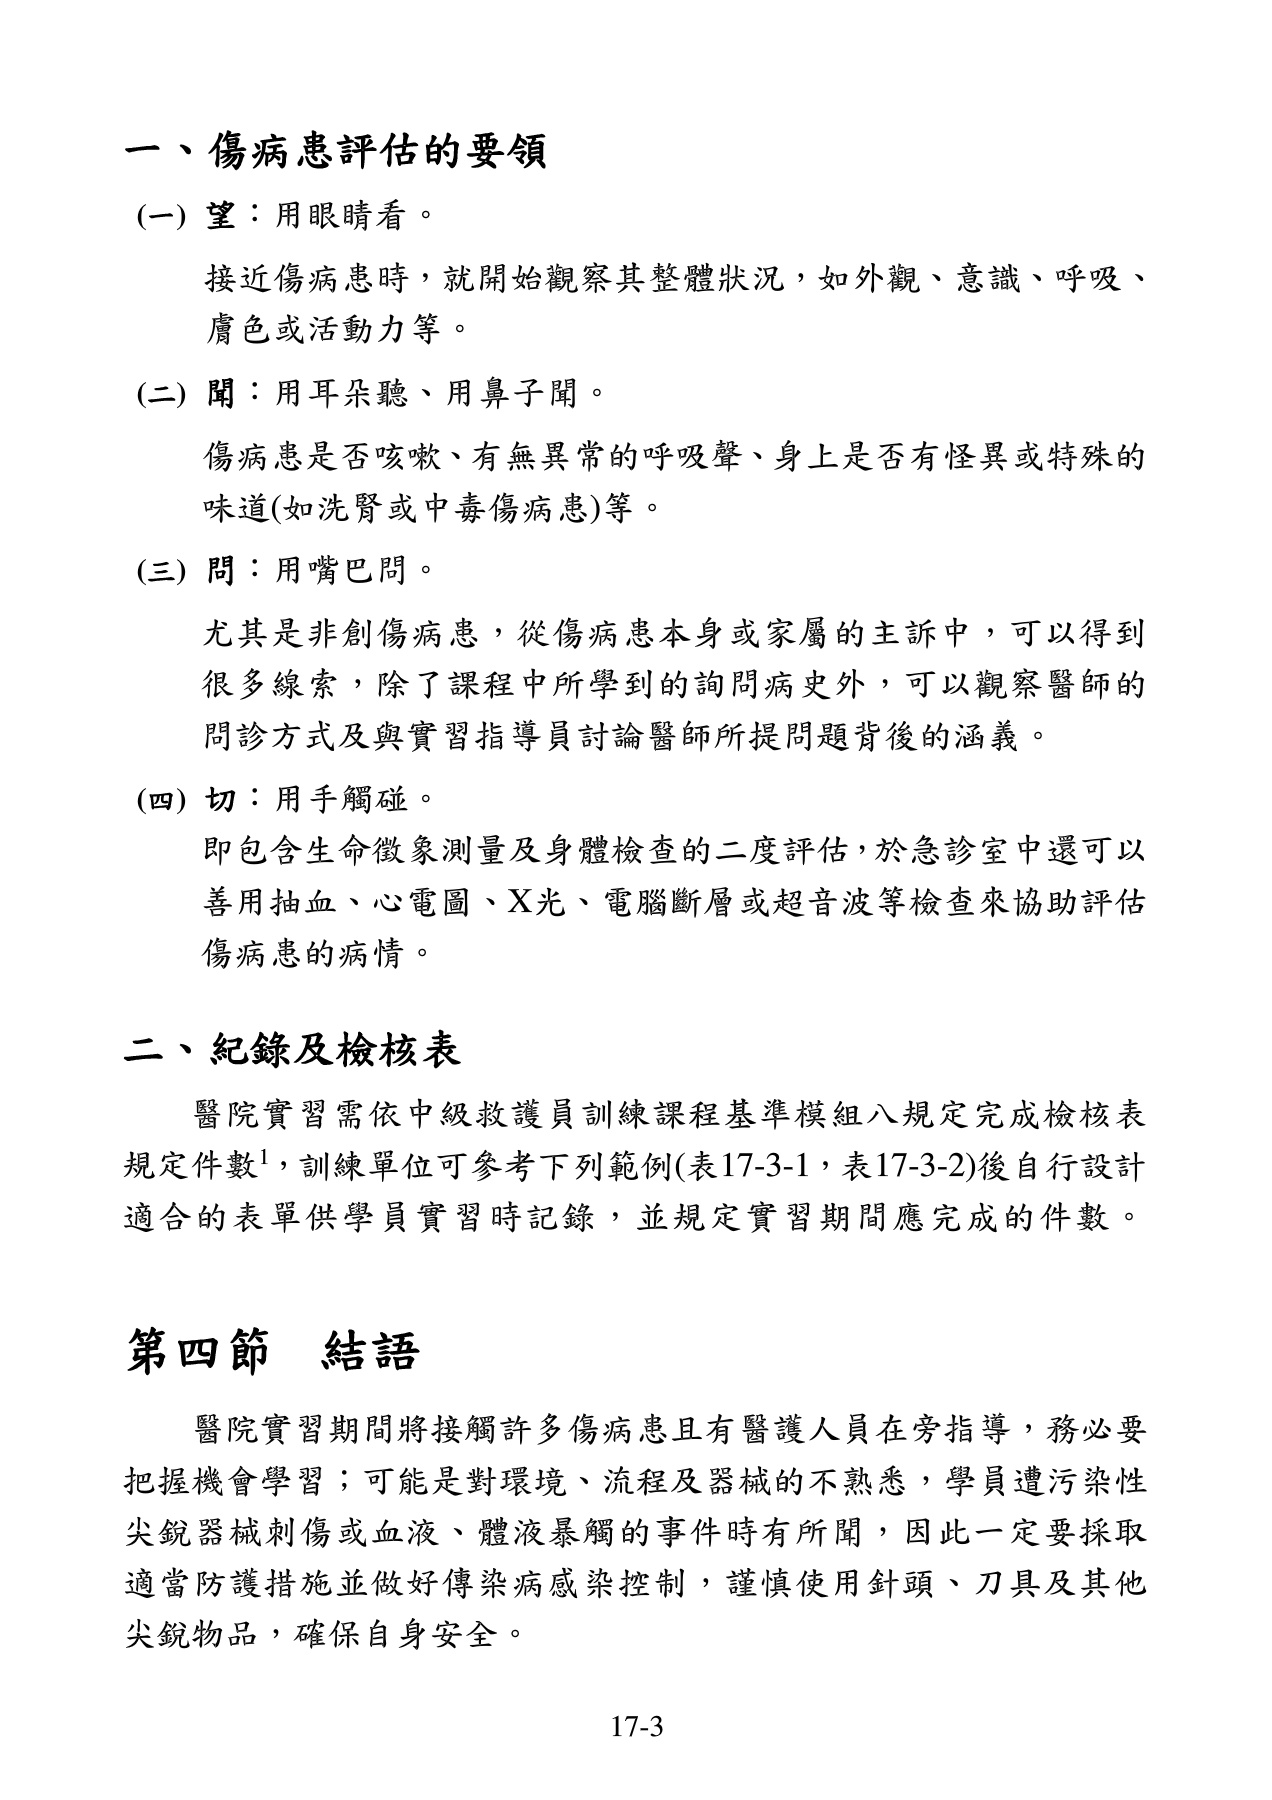 一、傷病患評估的要領
(一) 望：用眼睛看。
接近傷病患時，就開始觀察其整體狀況，如外觀、意識、呼吸、
膚色或活動力等。
(二) 聞：用耳朵聽、用鼻子聞。
傷病患是否咳嗽、有無異常的呼吸聲、身上是否有怪異或特殊的
味道(如洗腎或中毒傷病患)等。
(三) 問：用嘴巴問。
尤其是非創傷病患，從傷病患本身或家屬的主訴中，可以得到
很多線索，除了課程中所學到的詢問病史外，可以觀察醫師的
問診方式及與實習指導員討論醫師所提問題背後的涵義。
(四) 切：用手觸碰。
即包含生命徵象測量及身體檢查的二度評估，於急診室中還可以
善用抽血、心電圖、X光、電腦斷層或超音波等檢查來協助評估
傷病患的病情。
二、紀錄及檢核表
醫院實習需依中級救護員訓練課程基準模組八規定完成檢核表
規定件數1，訓練單位可參考下列範例(表17-3-1，表17-3-2)後自行設計
適合的表單供學員實習時記錄，並規定實習期間應完成的件數。
第四節　結語
醫院實習期間將接觸許多傷病患且有醫護人員在旁指導，務必要
把握機會學習；可能是對環境、流程及器械的不熟悉，學員遭污染性
尖銳器械刺傷或血液、體液暴觸的事件時有所聞，因此一定要採取
適當防護措施並做好傳染病感染控制，謹慎使用針頭、刀具及其他
尖銳物品，確保自身安全。
17-3